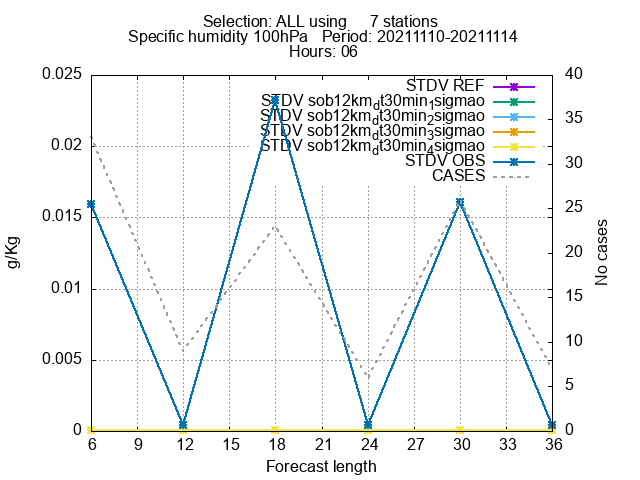 Selection: ALL using 7 stations
Specific humidity 100hPa Period: 20211110-20211114
Hours: 06
0.025
0.02
0.015
0.01
0.005
0
40
35
30
25
20
15
10
5
0
g/Kg
No cases
STDV REF
STDV sob12km_dt30min_1sigmao
STDV sob12km_dt30min_2sigmao
STDV sob12km_dt30min_3sigmao
STDV sob12km_dt30min_4sigmao
STDV OBS
CASES
6 9 12 15 18 21 24 27 30 33 36
Forecast length